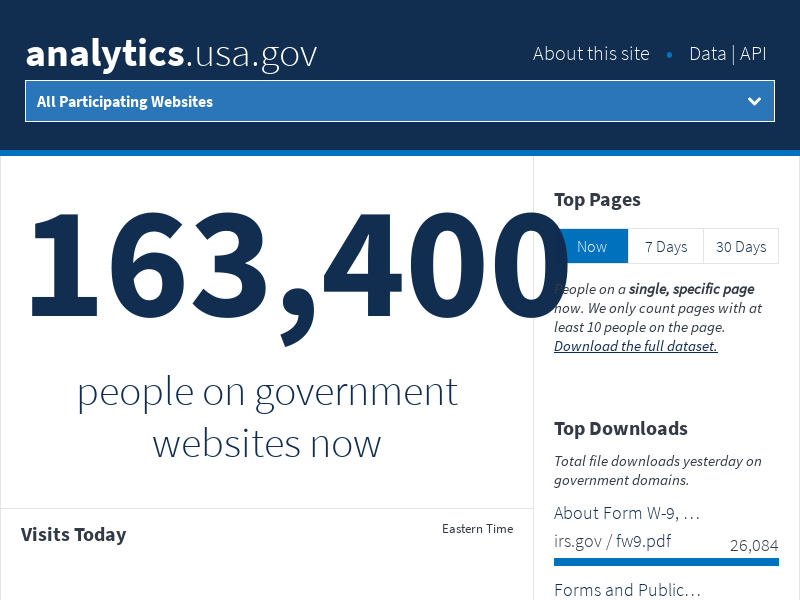 analytics.usa.gov
About this site • Data | API
All Participating Websites
163,400
people on government
websites now
Visits Today
Eastern Time
Top Pages
Now 7 Days 30 Days
People on a single, specific page
now. We only count pages with at
least 10 people on the page.
Download the full dataset.
Top Downloads
Total file downloads yesterday on
government domains.
About Form W-9, …
irs.gov / fw9.pdf
26,084
Forms and Public…